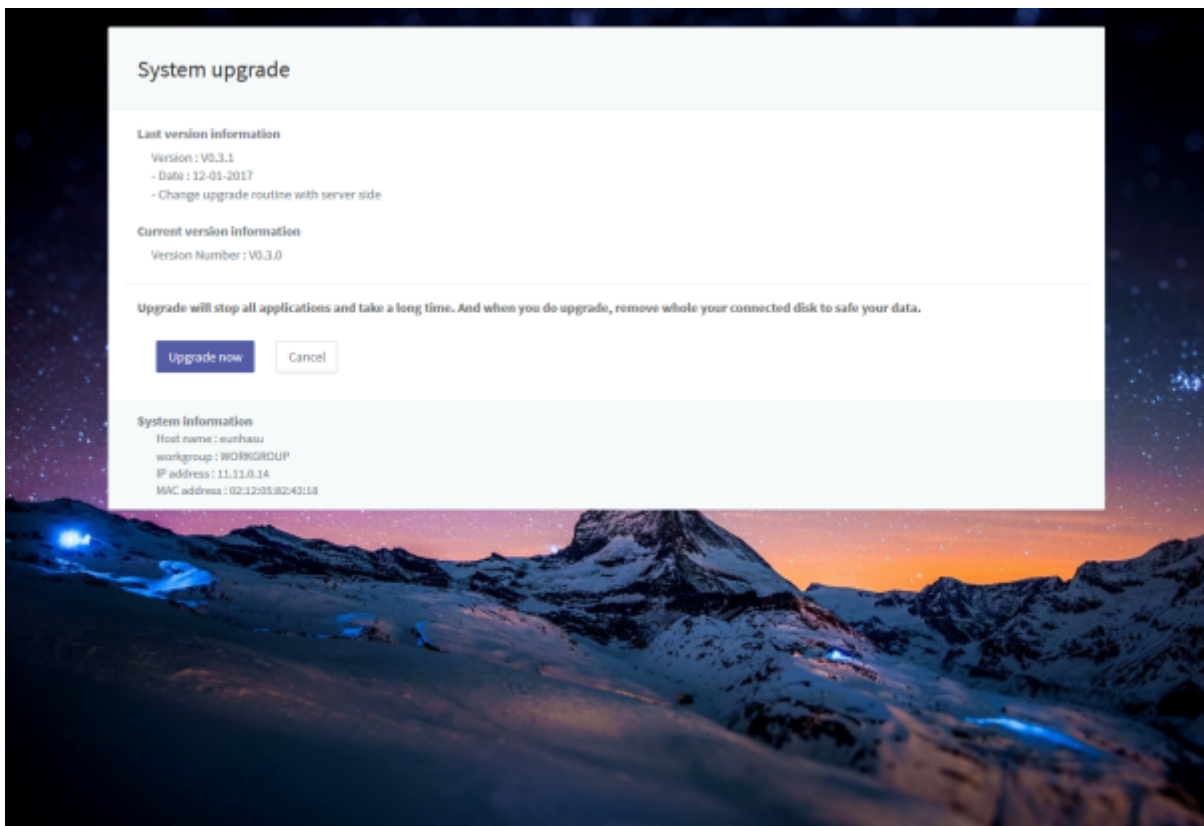 System upgrade
Last version information
Version : V0.3.1
- Date : 12-01-2017
- Change upgrade routine with server side
Current version information
Version Number : V0.3.0
Upgrade will stop all applications and take a long time. And when you do upgrade, remove whole your connected disk to safe your data.
Upgrade now Cancel
System information
Host name : eunhasu
workgroup : WORKGROUP
IP address : 11.11.0.14
MAC address : 02:12:05:82:43:18